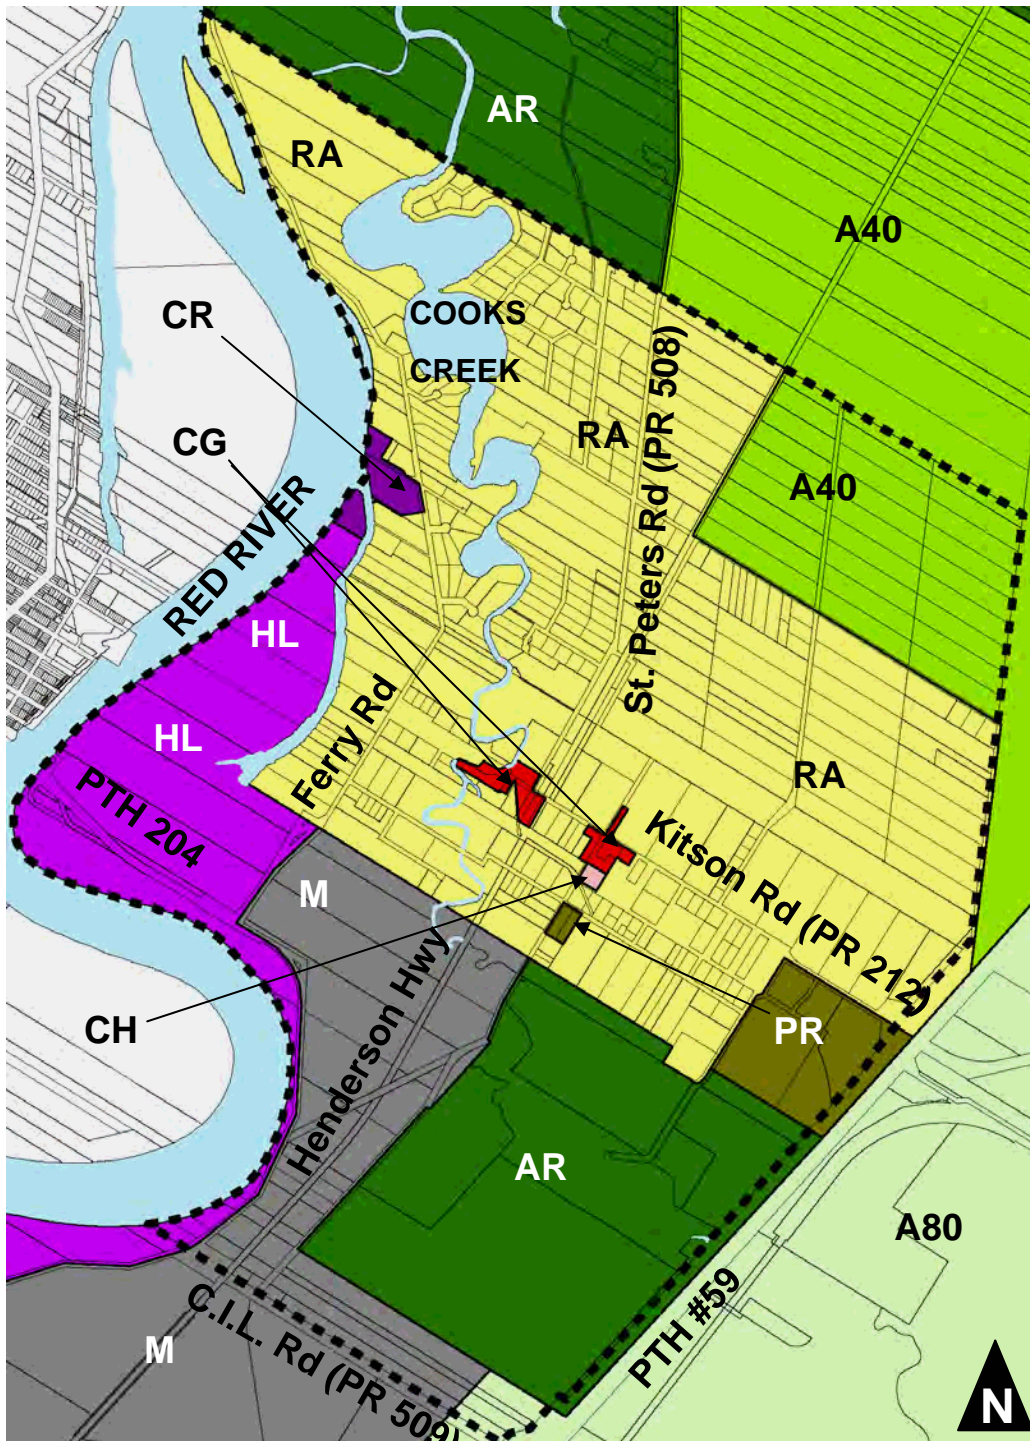 AR
RA
A40
CR
COOKS
CREEK
CG
RA
St. Peters Rd (PR 508)
A40
RED RIVER
HL
HL
Ferry Rd
PTH 204
RA
Kitson Rd (PR 212)
M
Henderson Hwy
CH
PR
AR
A80
PTH #59
C.I.L. Rd (PR 509)
M
N